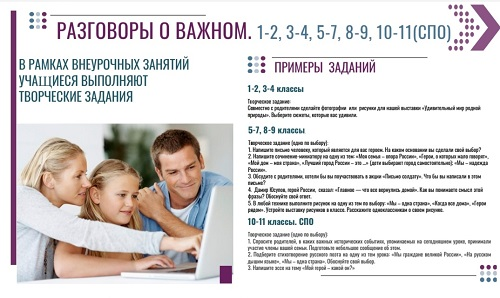 РАЗГОВОРЫ О ВАЖНОМ. 1-2, 3-4, 5-7, 8-9, 10-11(СПО)
В РАМКАХ ВНЕУРОЧНЫХ ЗАНЯТИЙ
УЧАЩИЕСЯ ВЫПОЛНЯЮТ
ТВОРЧЕСКИЕ ЗАДАНИЯ
ПРИМЕРЫ ЗАДАНИЙ
1-2, 3-4 классы
Творческое задание:
Совместно с родителями сделайте фотографии или рисунки для нашей выставки «Удивительный мир родной
природы». Выберите сюжеты, которые вас удивили.
5-7, 8-9 классы
Творческое задание (одно по выбору):
1. Напишите письмо человеку, который является для вас героем. На каком основании вы сделали свой выбор?
2. Напишите сочинение-миниатюру на одну из тем: «Моя семья – опора России», «Герои, о которых мало говорят»,
«Мой дом – моя страна», «Лучший город России – это …» (дети выбирают город самостоятельно); «Мы – надежда
России».
3. Обсудите с родителями, хотели бы вы поучаствовать в акции «Письмо солдату». Что бы вы написали в этом
письме?
4. Дамир Юсупов, герой России, сказал: «Главное — что все вернулись домой». Как вы понимаете смысл этой
фразы? Обоснуйте свой ответ.
5. В любой технике выполните рисунок на одну из тем по выбору: «Мы – одна страна», «Когда все дома», «Герои
рядом». Устройте выставку рисунков в классе. Расскажите одноклассникам о своем рисунке.
10-11 классы. СПО
Творческое задание (одно по выбору)
1. Спросите родителей, в каких важных исторических событиях, упоминаемых на сегодняшнем уроке, принимали
участие члены вашей семьи. Подготовьте небольшое сообщение об этом.
2. Подберите стихотворение русского поэта на одну из тем: «Мы граждане великой России», «На русском
дышим языке», «Мы – одна страна». Обоснуйте свой выбор.
3. Напишите эссе на тему «Мой герой – какой он?»